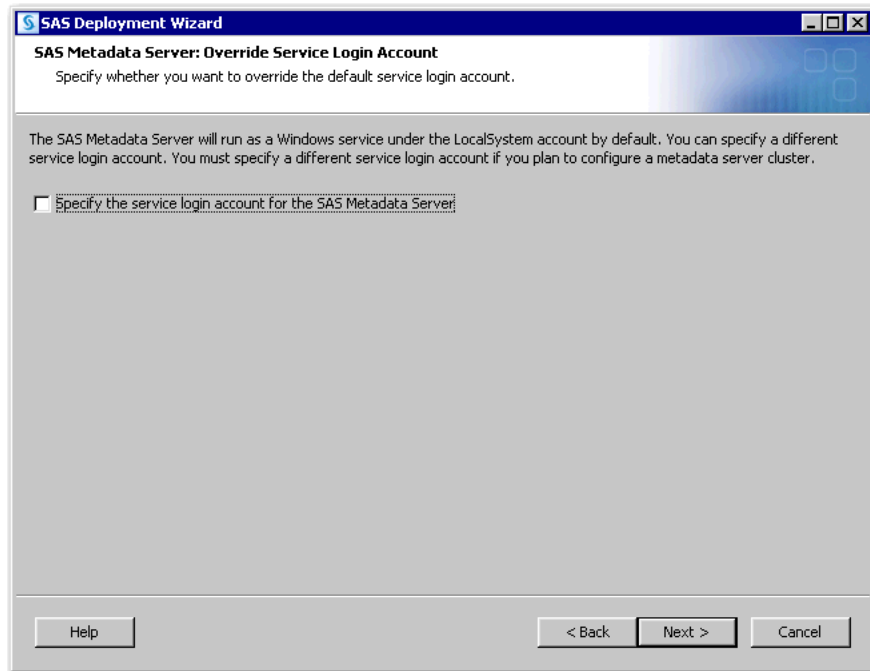 SAS Deployment Wizard
SAS Metadata Server: Override Service Login Account
Specify whether you want to override the default service login account.
The SAS Metadata Server will run as a Windows service under the LocalSystem account by default. You can specify a different
service login account. You must specify a different service login account if you plan to configure a metadata server cluster.
Specify the service login account for the SAS Metadata Server
Help
< Back
Next >
Cancel